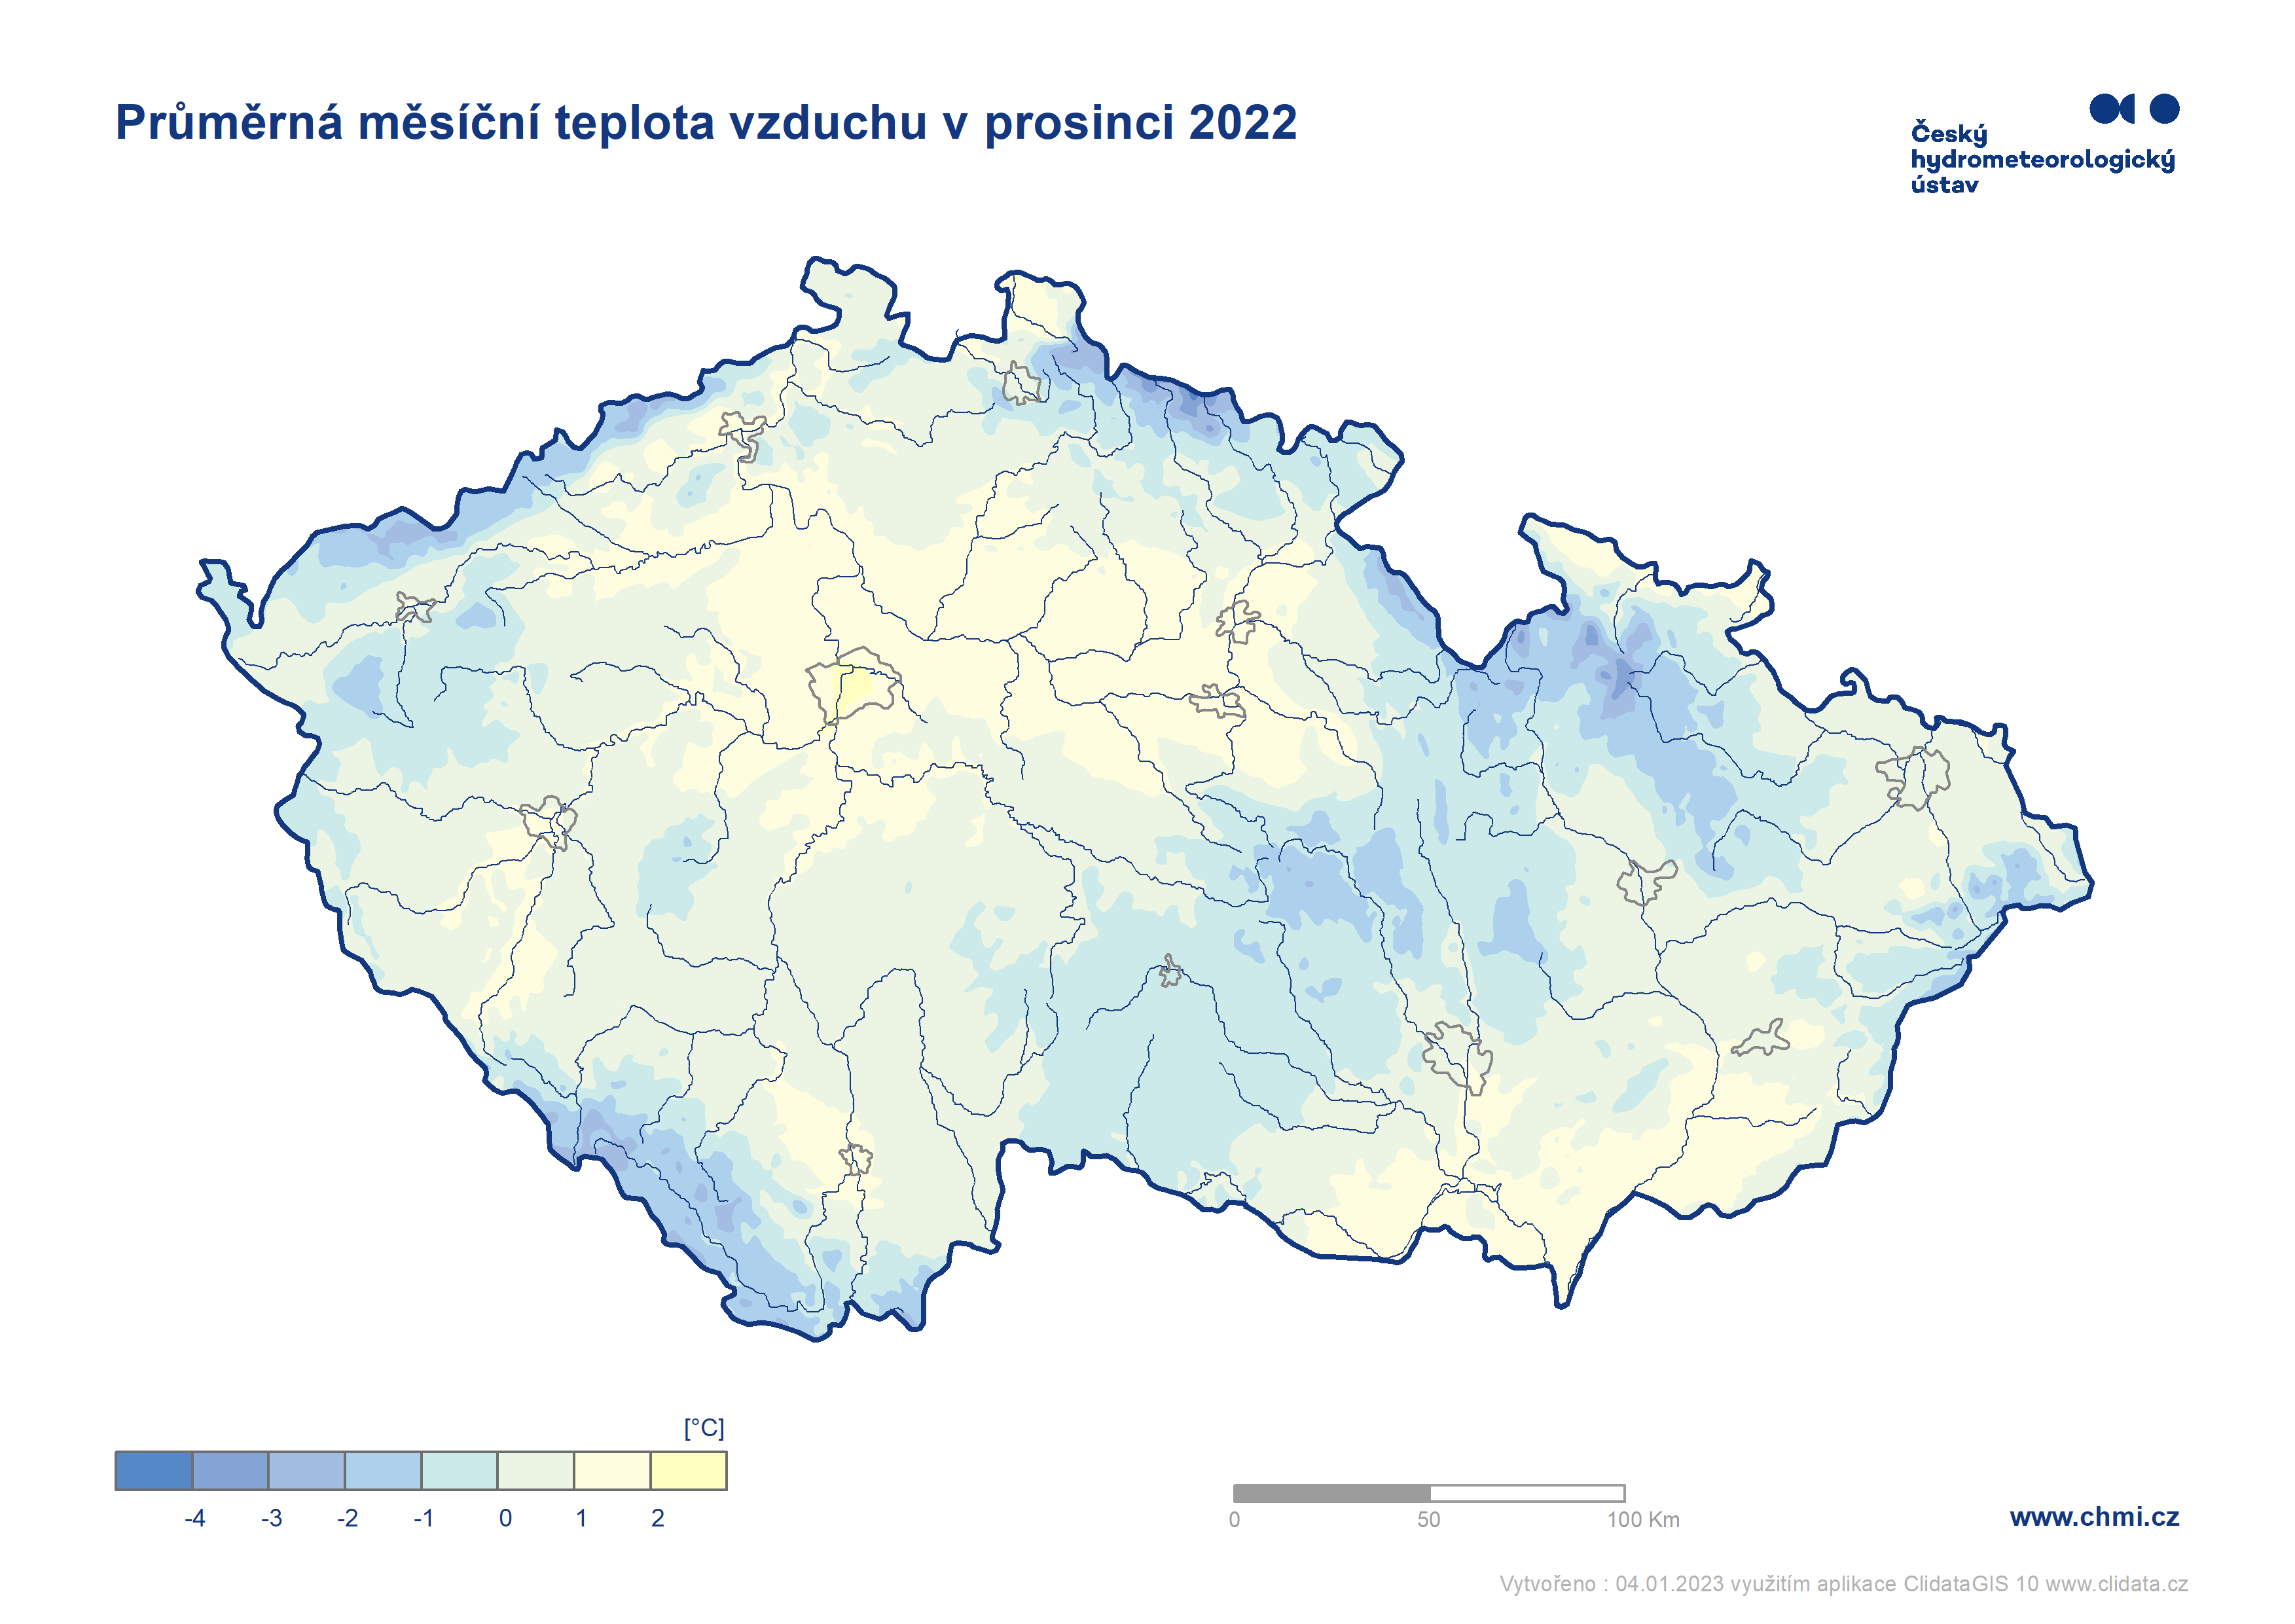 Průměrná měsíční teplota vzduchu v prosinci 2022
Český
hydrometeorologický
ústav
[°C]
-4 -3 -2 -1 0 1 2
0 50 100 Km
www.chmi.cz
Vytvořeno : 04.01.2023 využitím aplikace ClidataGIS 10 www.clidata.cz